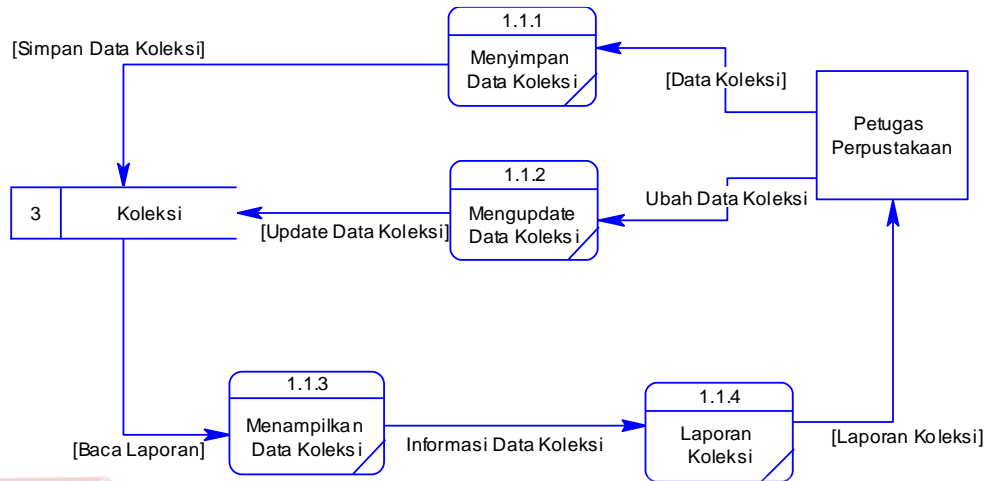 1.1.1
[Simpan Data Koleksi]
Menyimpan
Data Koleksi
[Data Koleksi]
Petugas
Perpustakaan
1.1.2
Ubah Data Koleksi
3
Koleksi
Mengupdate
Data Koleksi
[Update Data Koleksi]
1.1.3
1.1.4
Menampilkan
Data Koleksi
[Baca Laporan]
Informasi Data Koleksi
Laporan
Koleksi
[Laporan Koleksi]